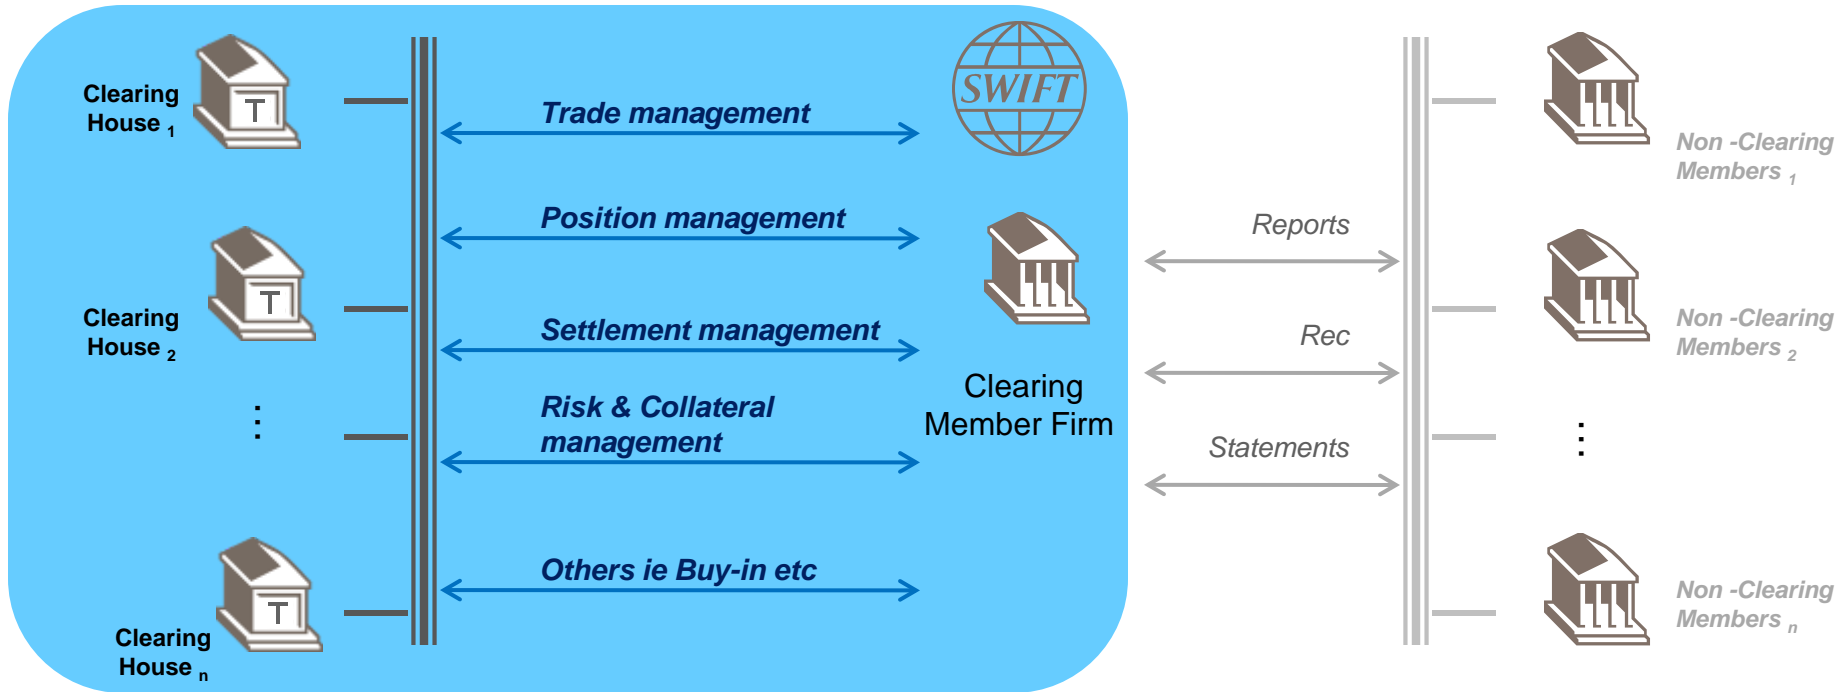 Clearing
House 1
T
Clearing
House 2
T
⋮
Clearing
House n
T
Trade management
Position management
Settlement management
Risk & Collateral
management
Others ie Buy-in etc
SWIFT
Clearing
Member Firm
Reports
Rec
Statements
Non -Clearing
Members 1
Non -Clearing
Members 2
⋮
Non -Clearing
Members n